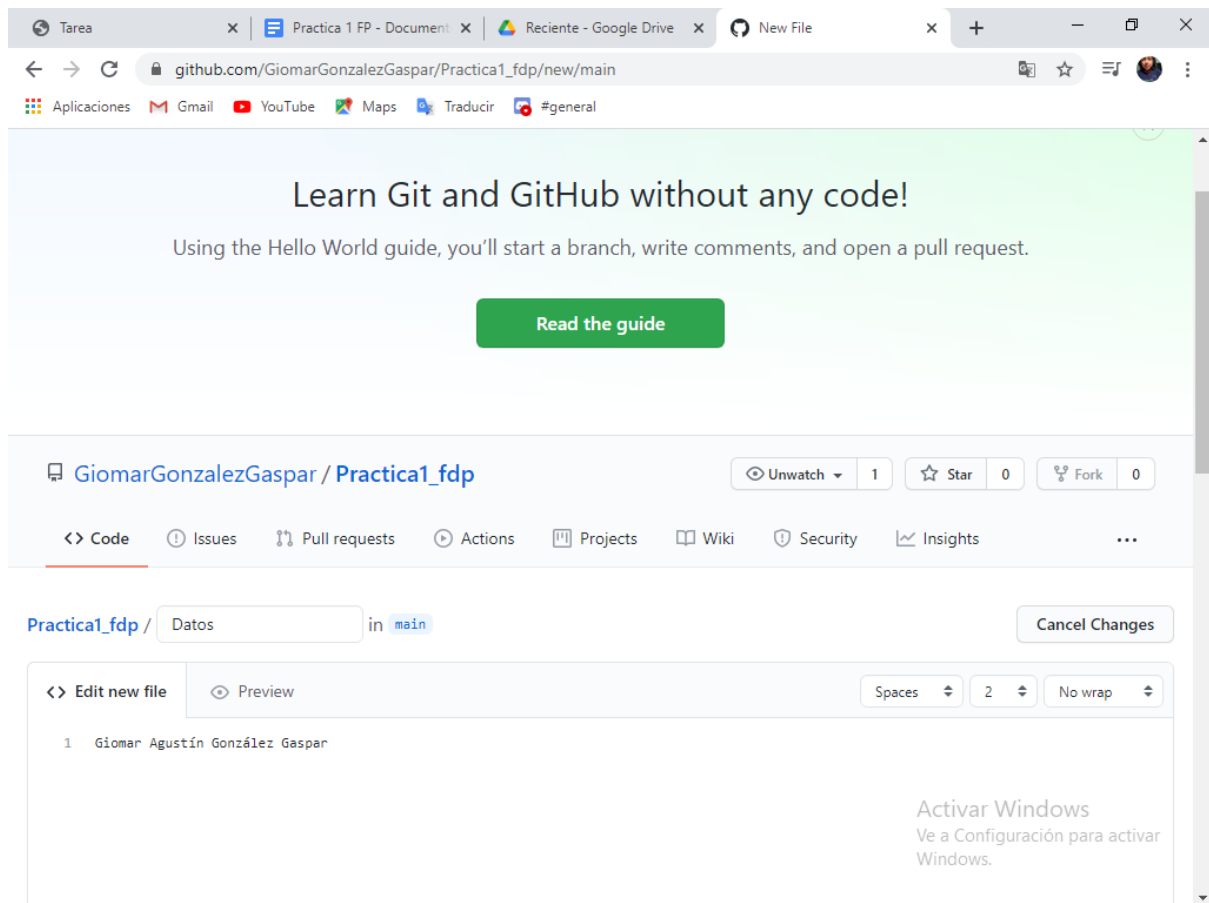 Tarea
Practica 1 FP - Document
Reciente - Google Drive
New File
github.com/GiomarGonzalezGaspar/Practica1_fdp/new/main
Aplicaciones Gmail YouTube Maps Traducir #general
Learn Git and GitHub without any code!
Using the Hello World guide, you’ll start a branch, write comments, and open a pull request.
Read the guide
GiomarGonzalezGaspar / Practica1_fdp
Unwatch 1 Star 0 Fork 0
<> Code Issues Pull requests Actions Projects Wiki Security Insights ...
Practica1_fdp / Datos in main Cancel Changes
<> Edit new file Preview Spaces 2 No wrap
1 Giomar Agustín González Gaspar
Activar Windows
Ve a Configuración para activar
Windows.